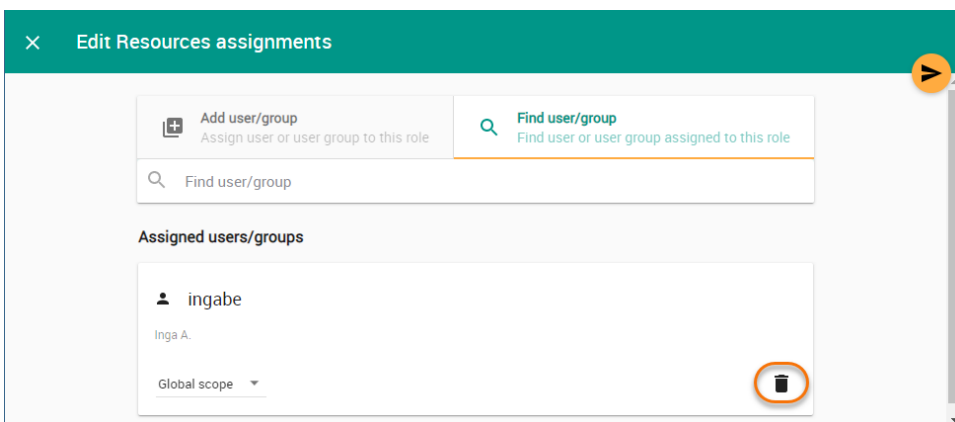 Edit Resources assignments
Add user/group
Assign user or user group to this role
Find user/group
Find user or user group assigned to this role
Find user/group
Assigned users/groups
ingabe
Inga A.
Global scope